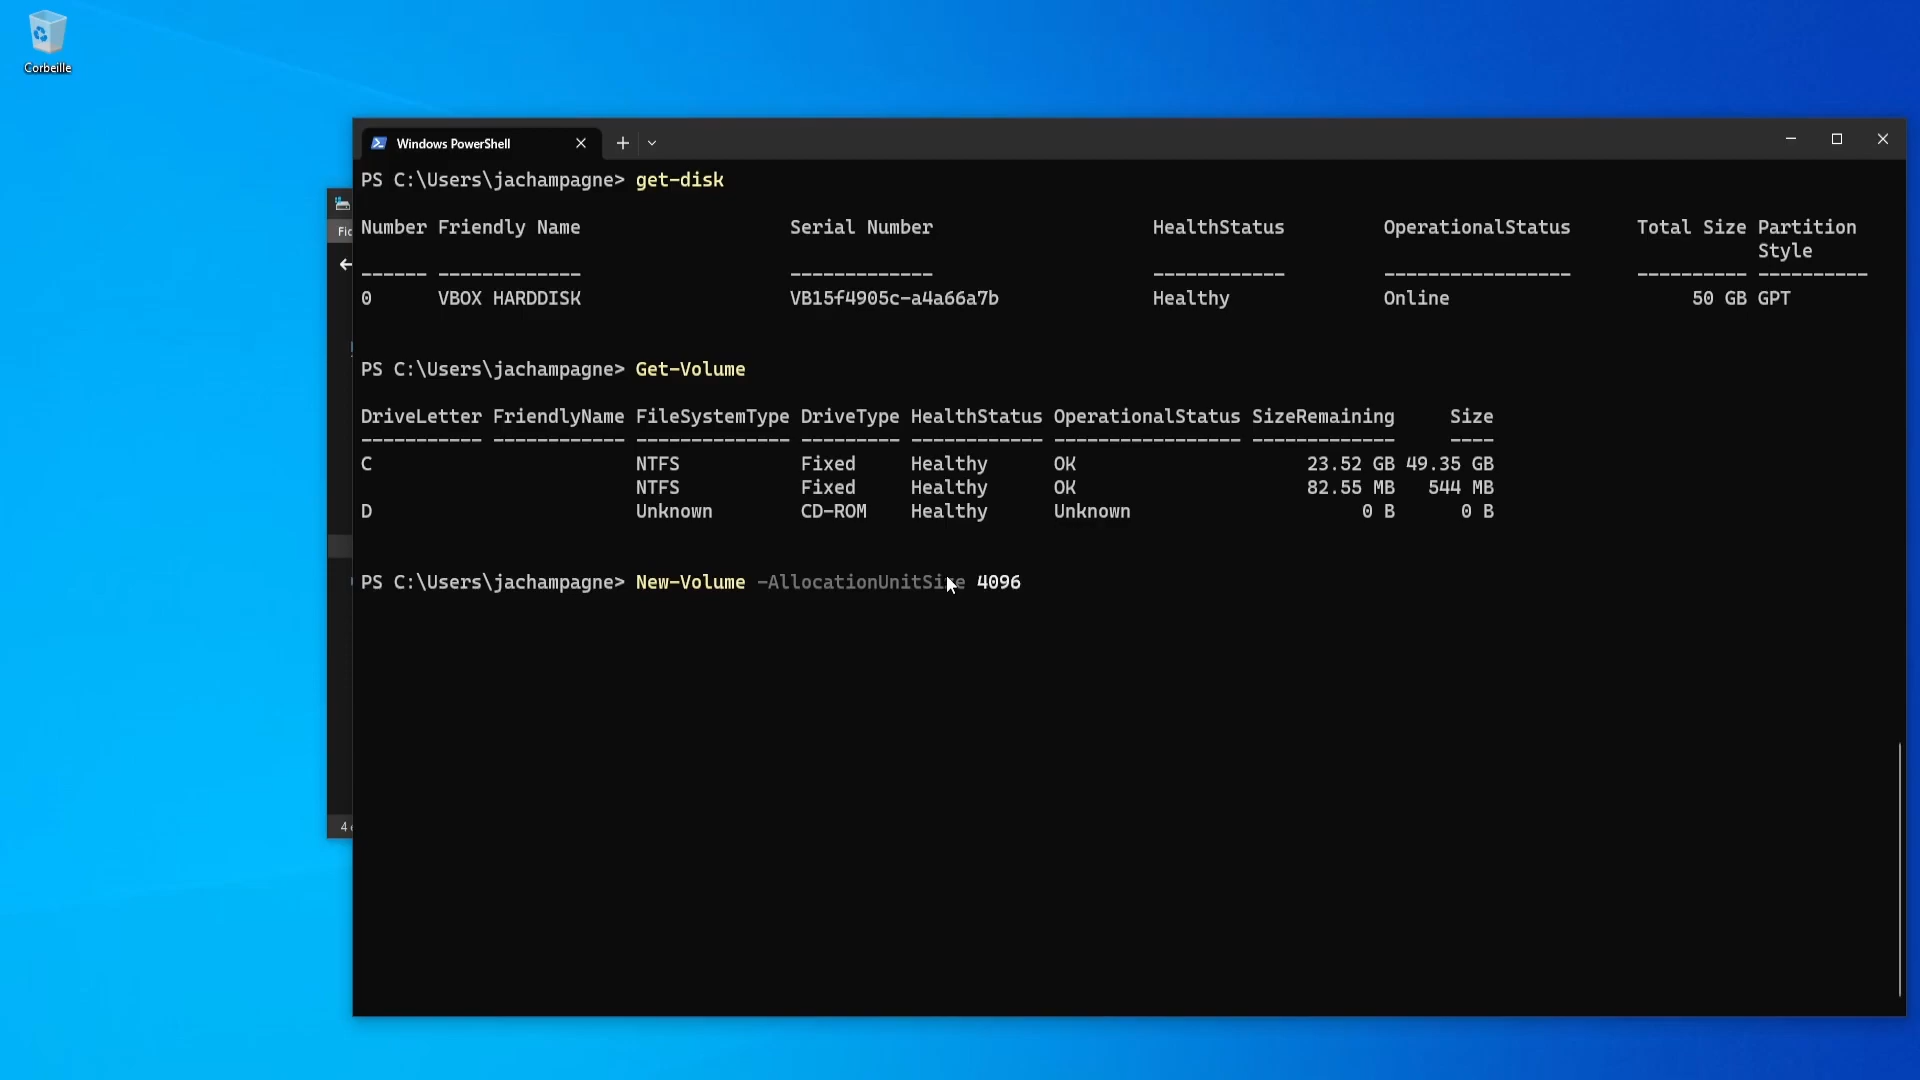 Corbeille
Windows PowerShell
PS C:\Users\jachampagne> get-disk
Number Friendly Name Serial Number HealthStatus OperationalStatus Total Size Partition
Style
------ ------------- ------------- ------------ ----------------- ---------- ----------
0 VBOX HARDDISK VB15f4905c-a4a66a7b Healthy Online 50 GB GPT
PS C:\Users\jachampagne> Get-Volume
DriveLetter FriendlyName FileSystemType DriveType HealthStatus OperationalStatus SizeRemaining Size
----------- ------------ -------------- --------- ------------ ----------------- ------------- ----
C NTFS Fixed Healthy OK 23.52 GB 49.35 GB
NTFS Fixed Healthy OK 82.55 MB 544 MB
D Unknown CD-ROM Healthy Unknown 0 B 0 B
PS C:\Users\jachampagne> New-Volume -AllocationUnitSize 4096